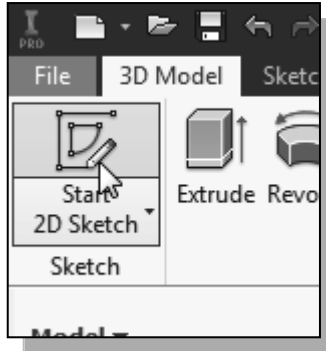 I
PRO
File 3D Model Sketc
Start
2D Sketch
Extrude Revo
Sketch
Model